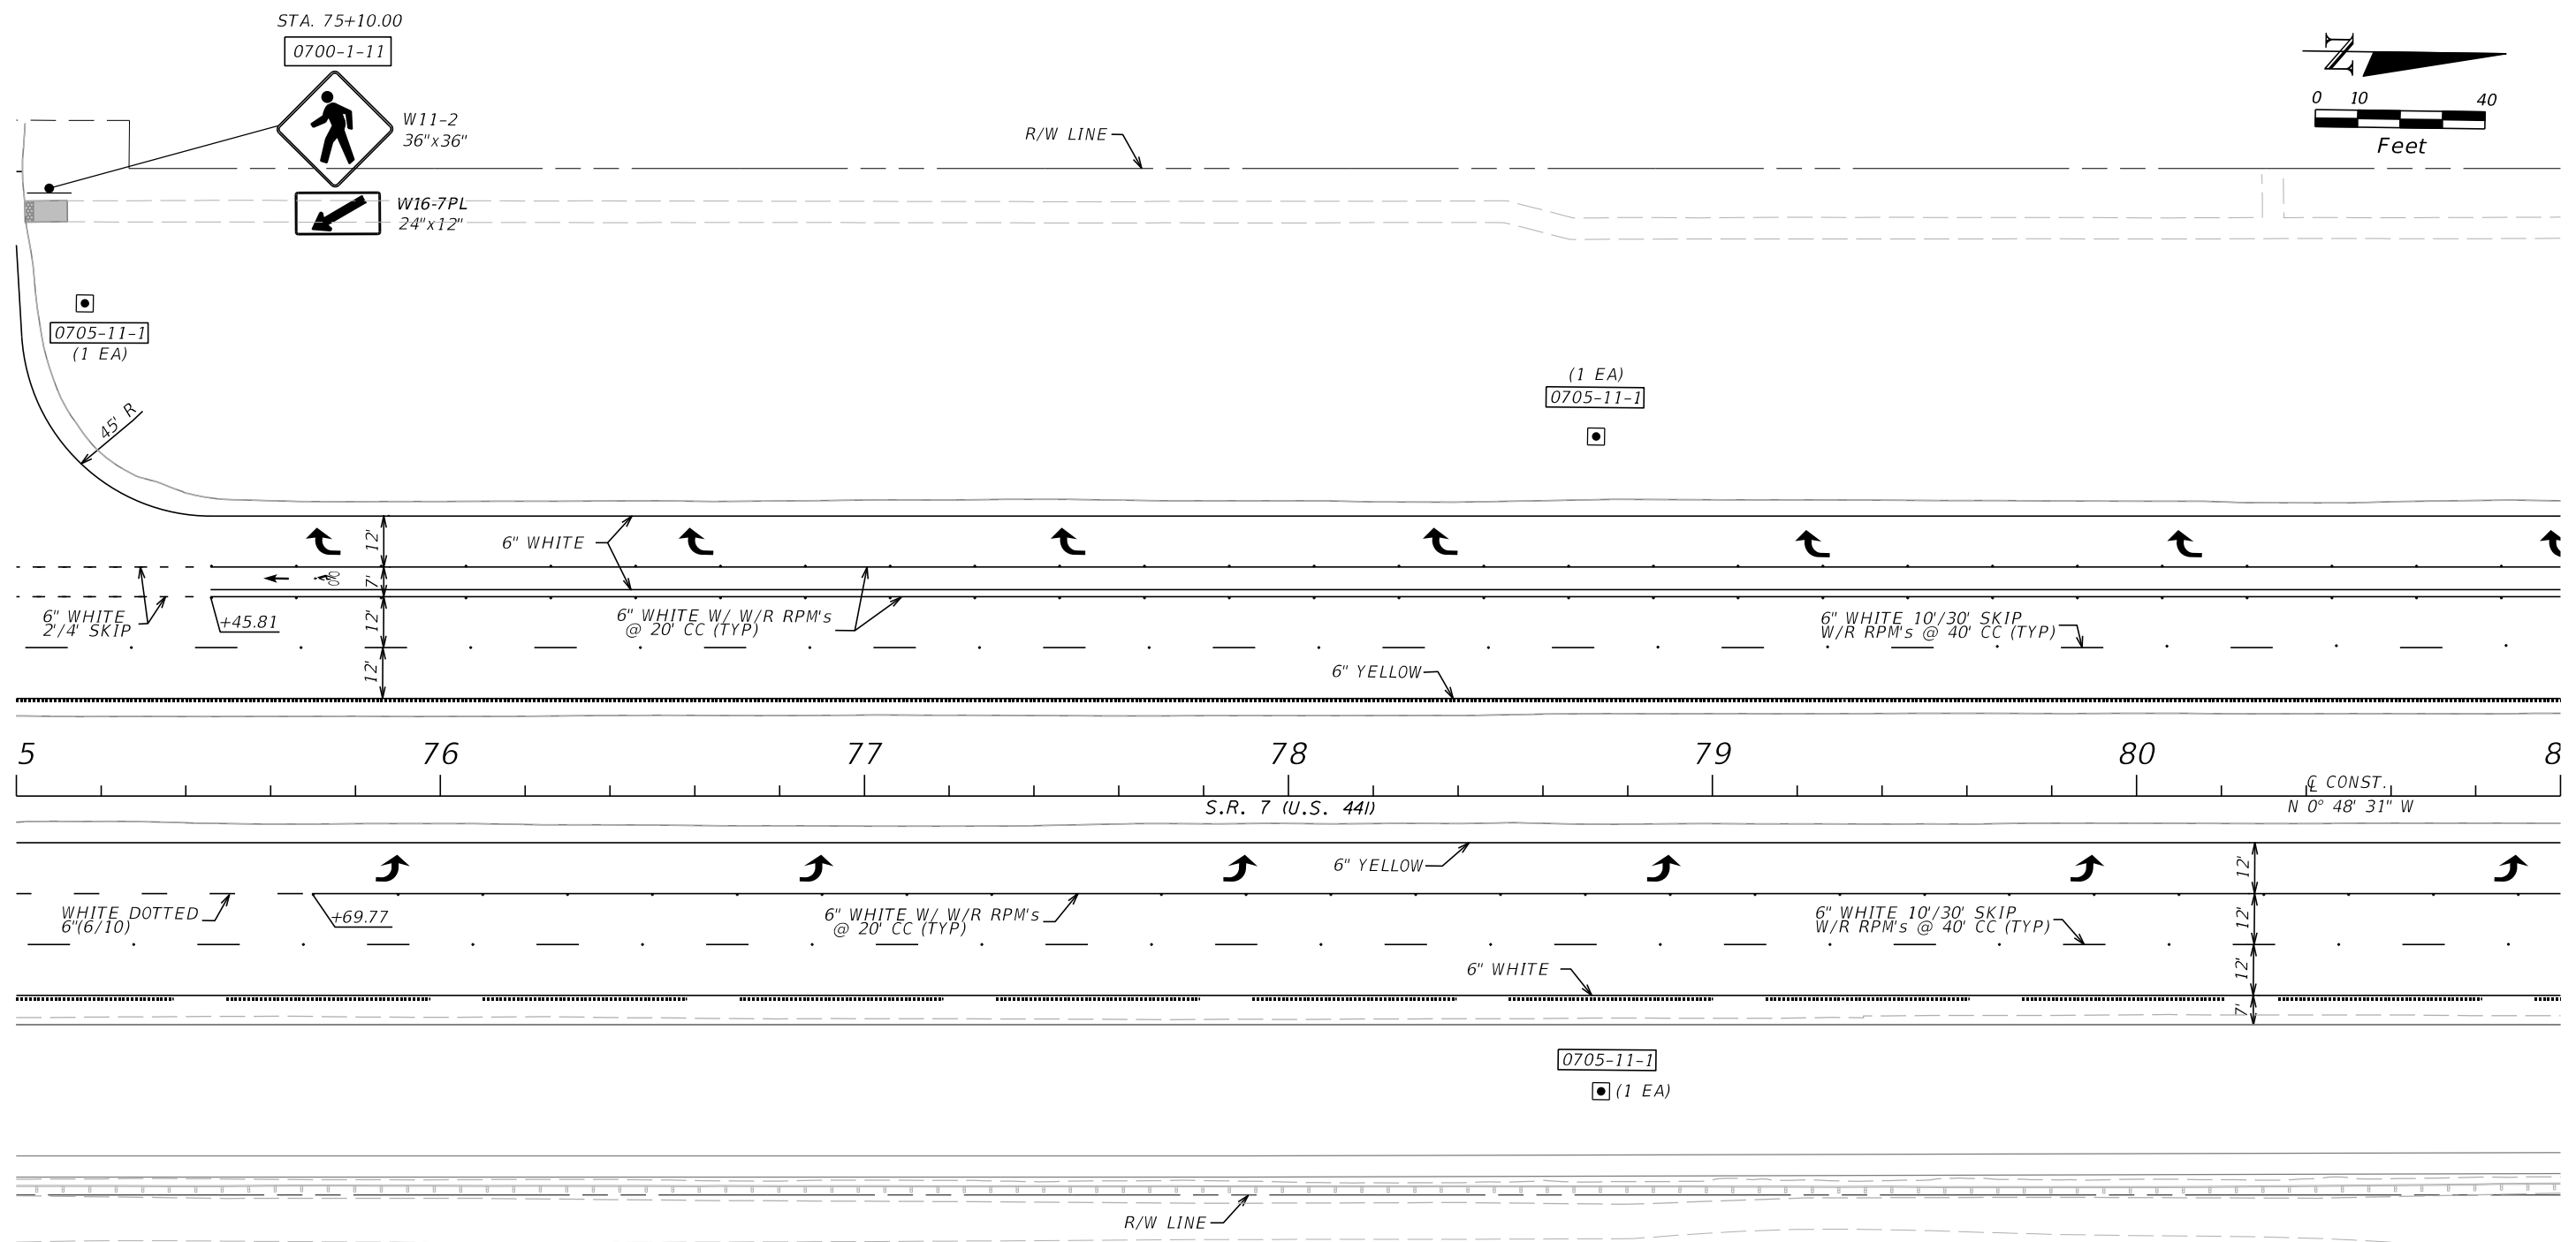 STA. 75+10.00
0700-1-11
W11-2
36"x36"
W16-7PL
24"x12"
R/W LINE
N
0 10 40
Feet
0705-11-1
(1 EA)
45' R
(1 EA)
0705-11-1
12'
6" WHITE
7'
6" WHITE
2'/4' SKIP
+45.81
12'
6" WHITE W/ W/R RPM's
@ 20' CC (TYP)
6" WHITE 10'/30' SKIP
W/R RPM's @ 40' CC (TYP)
12'
6" YELLOW
5 76 77 78 79 80 8
℄ CONST.
S.R. 7 (U.S. 441)
N 0° 48' 31" W
6" YELLOW
12'
WHITE DOTTED
6"(6/10)
+69.77
6" WHITE W/ W/R RPM's
@ 20' CC (TYP)
6" WHITE 10'/30' SKIP
W/R RPM's @ 40' CC (TYP)
12'
6" WHITE
12'
7'
0705-11-1
(1 EA)
R/W LINE